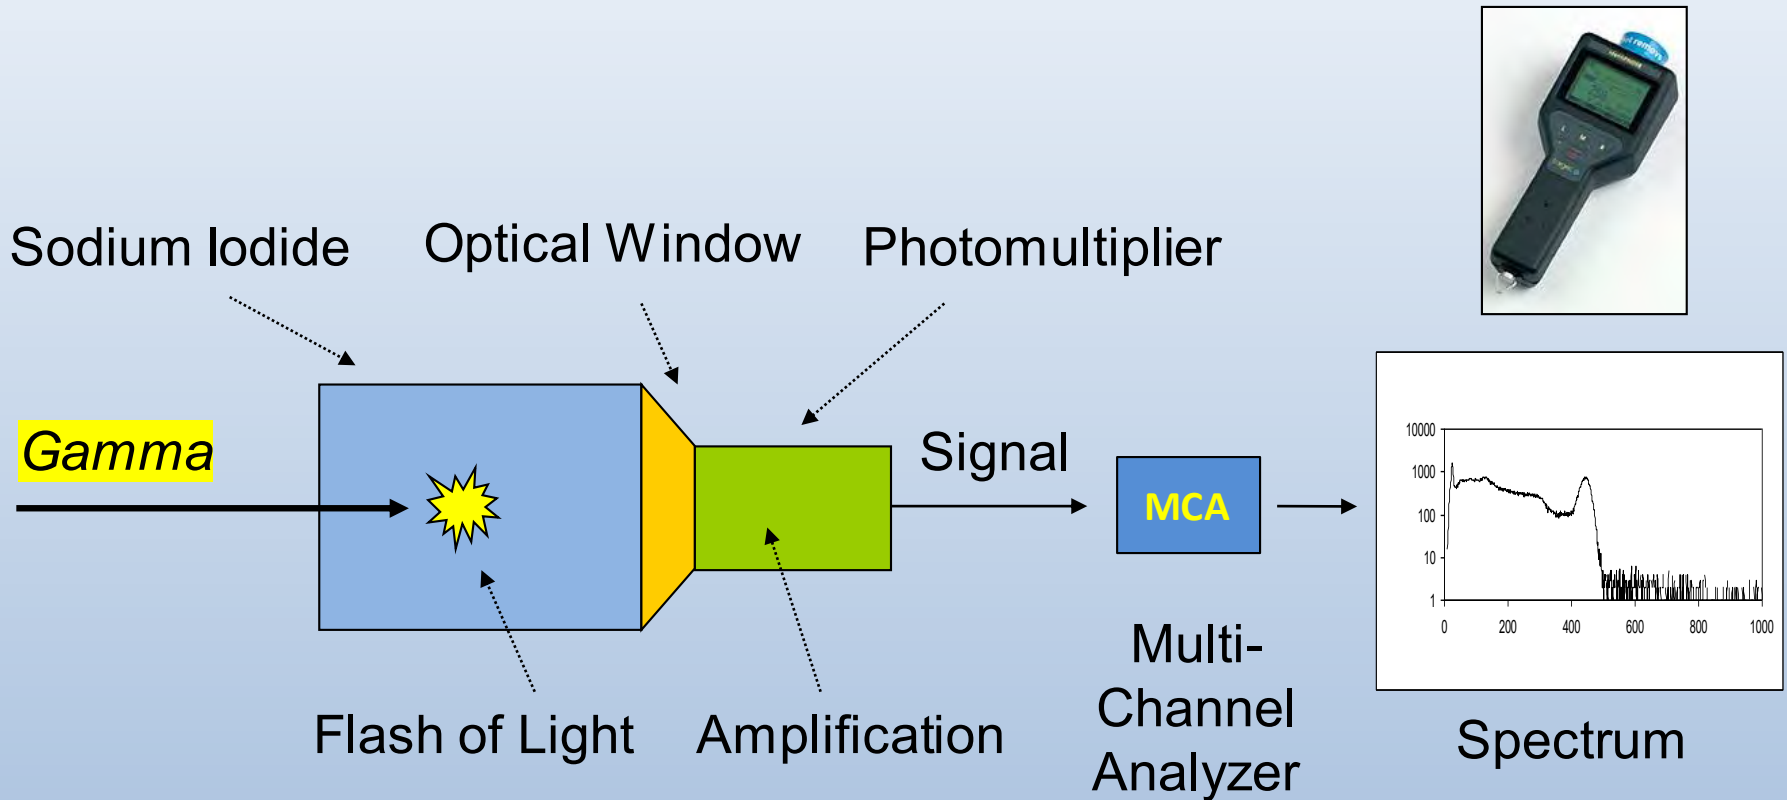 Sodium Iodide
Optical Window
Photomultiplier
Gamma
Signal
MCA
10000
1000
100
10
1
0
200
400
600
800
1000
Flash of Light
Amplification
Multi-
Channel
Analyzer
Spectrum